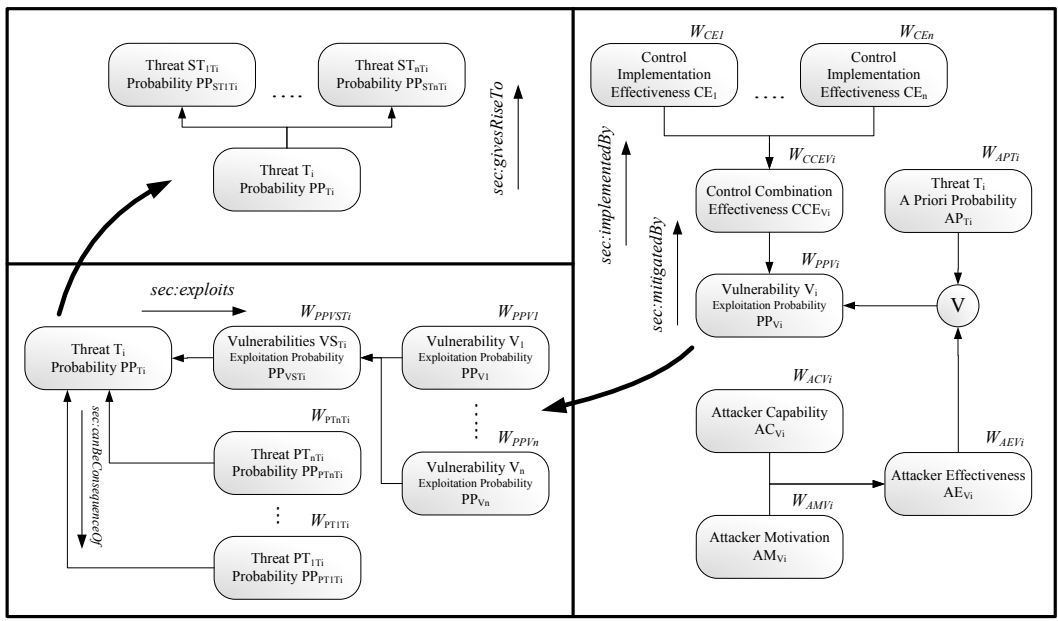 Threat ST1Ti
Probability PPST1Ti
....
Threat STnTi
Probability PPSTnTi
Threat Ti
Probability PPTi
sec:givesRiseTo
sec:exploits
Threat Ti
Probability PPTi
WPPVSTi
Vulnerabilities VSTi
Exploitation Probability
PPVSTi
WPPV1
Vulnerability V1
Exploitation Probability
PPV1
......
WPPVn
Vulnerability Vn
Exploitation Probability
PPVn
sec:canBeConsequenceOf
WPTnTi
Threat PTnTi
Probability PPPTnTi
...
WPT1Ti
Threat PT1Ti
Probability PPPT1Ti
WCE1
Control
Implementation
Effectiveness CE1
....
WCEn
Control
Implementation
Effectiveness CEn
sec:implementedBy
WCCEVi
Control Combination
Effectiveness CCEVi
WAPTi
Threat Ti
A Priori Probability
APTi
sec:mitigatedBy
WPPVi
Vulnerability Vi
Exploitation Probability
PPVi
V
WACVi
Attacker Capability
ACVi
WAEVi
Attacker Effectiveness
AEVi
WAMVi
Attacker Motivation
AMVi